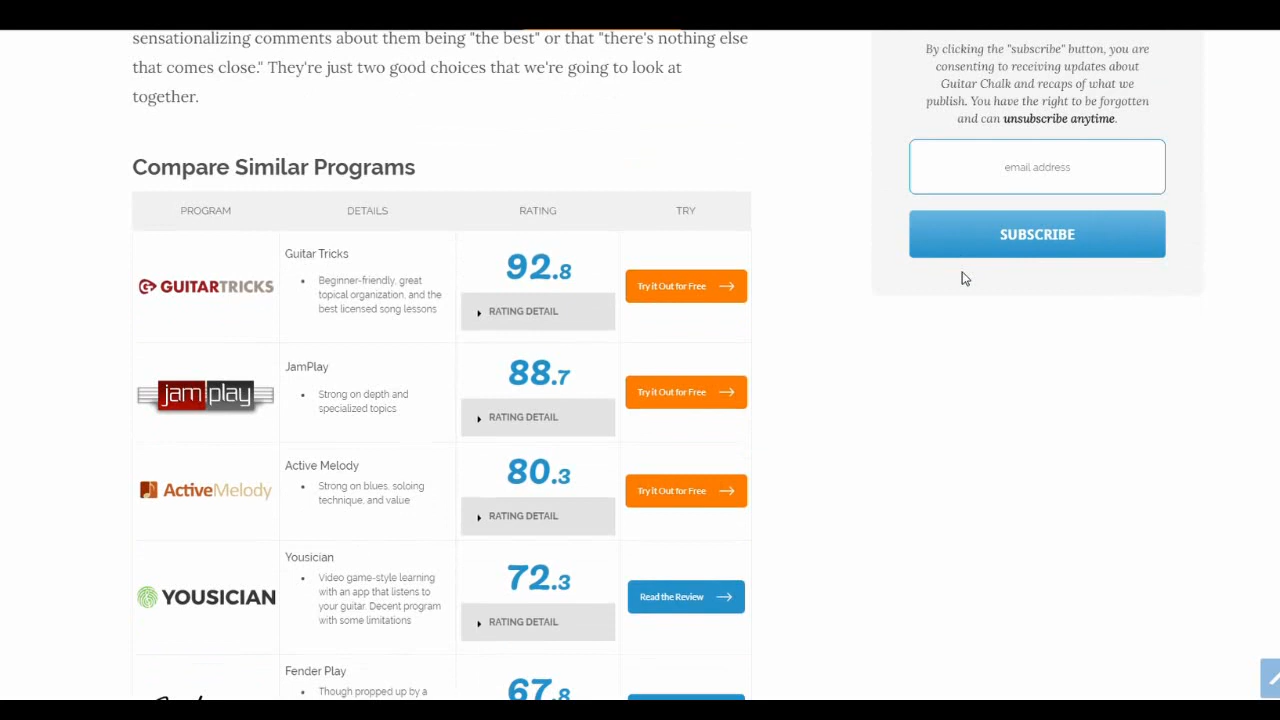 sensationalizing comments about them being "the best" or that "there's nothing else
that comes close." They're just two good choices that we're going to look at
together.
By clicking the "subscribe" button, you are
consenting to receiving updates about
Guitar Chalk and recaps of what we
publish. You have the right to be forgotten
and can unsubscribe anytime.
email address
SUBSCRIBE
Compare Similar Programs
PROGRAM DETAILS RATING TRY
GUITARTRICKS
Guitar Tricks
Beginner-friendly, great
topical organization, and the
best licensed song lessons
92.8
RATING DETAIL
Try it Out for Free
jam play
JamPlay
Strong on depth and
specialized topics
88.7
RATING DETAIL
Try it Out for Free
ActiveMelody
Active Melody
Strong on blues, soloing
technique, and value
80.3
RATING DETAIL
Try it Out for Free
YOUSICIAN
Yousician
Video game-style learning
with an app that listens to
your guitar. Decent program
with some limitations
72.3
RATING DETAIL
Read the Review
Fender Play
Though propped up by a
67.8